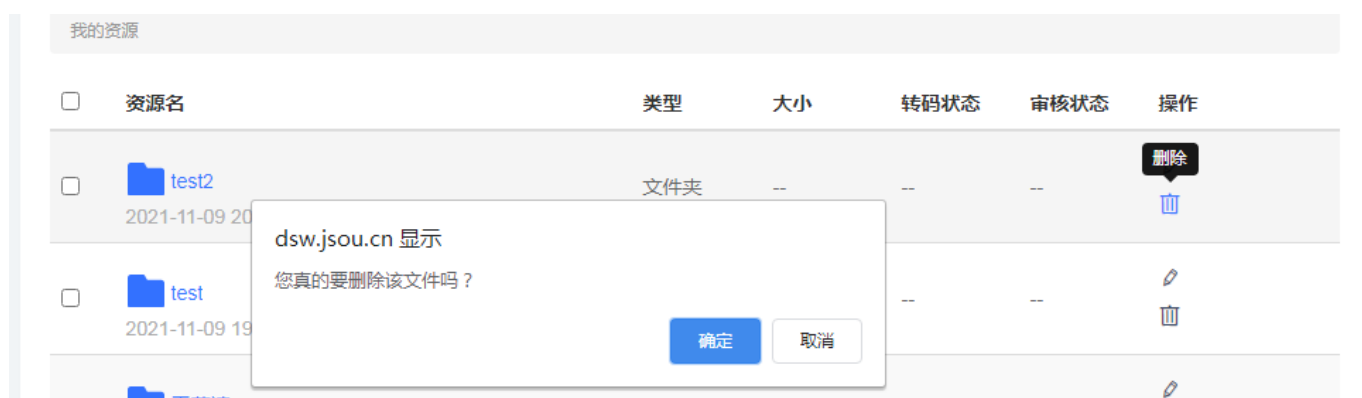 我的资源
资源名 类型 大小 转码状态 审核状态 操作
删除
test2 文件夹 -- -- --
2021-11-09 20
dsw.jsou.cn 显示
您真的要删除该文件吗？
test -- --
2021-11-09 19
确定 取消